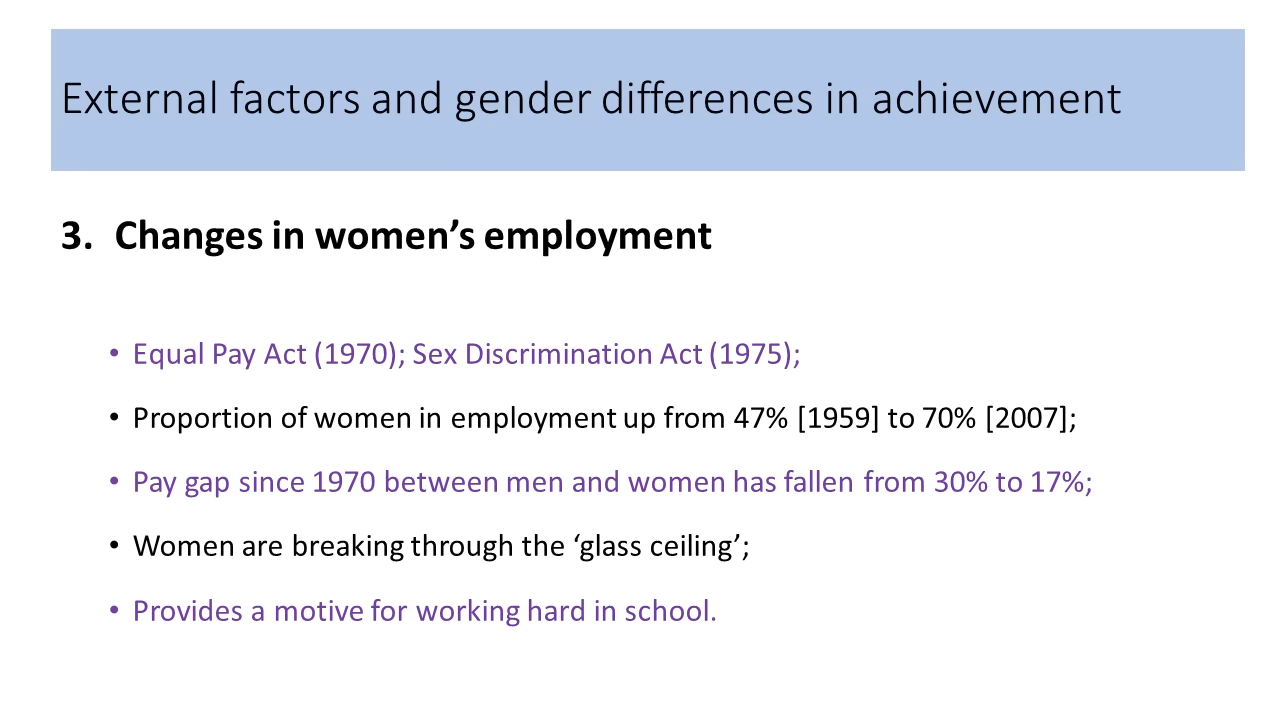 External factors and gender differences in achievement
3. Changes in women’s employment
• Equal Pay Act (1970); Sex Discrimination Act (1975);
• Proportion of women in employment up from 47% [1959] to 70% [2007];
• Pay gap since 1970 between men and women has fallen from 30% to 17%;
• Women are breaking through the ‘glass ceiling’;
• Provides a motive for working hard in school.